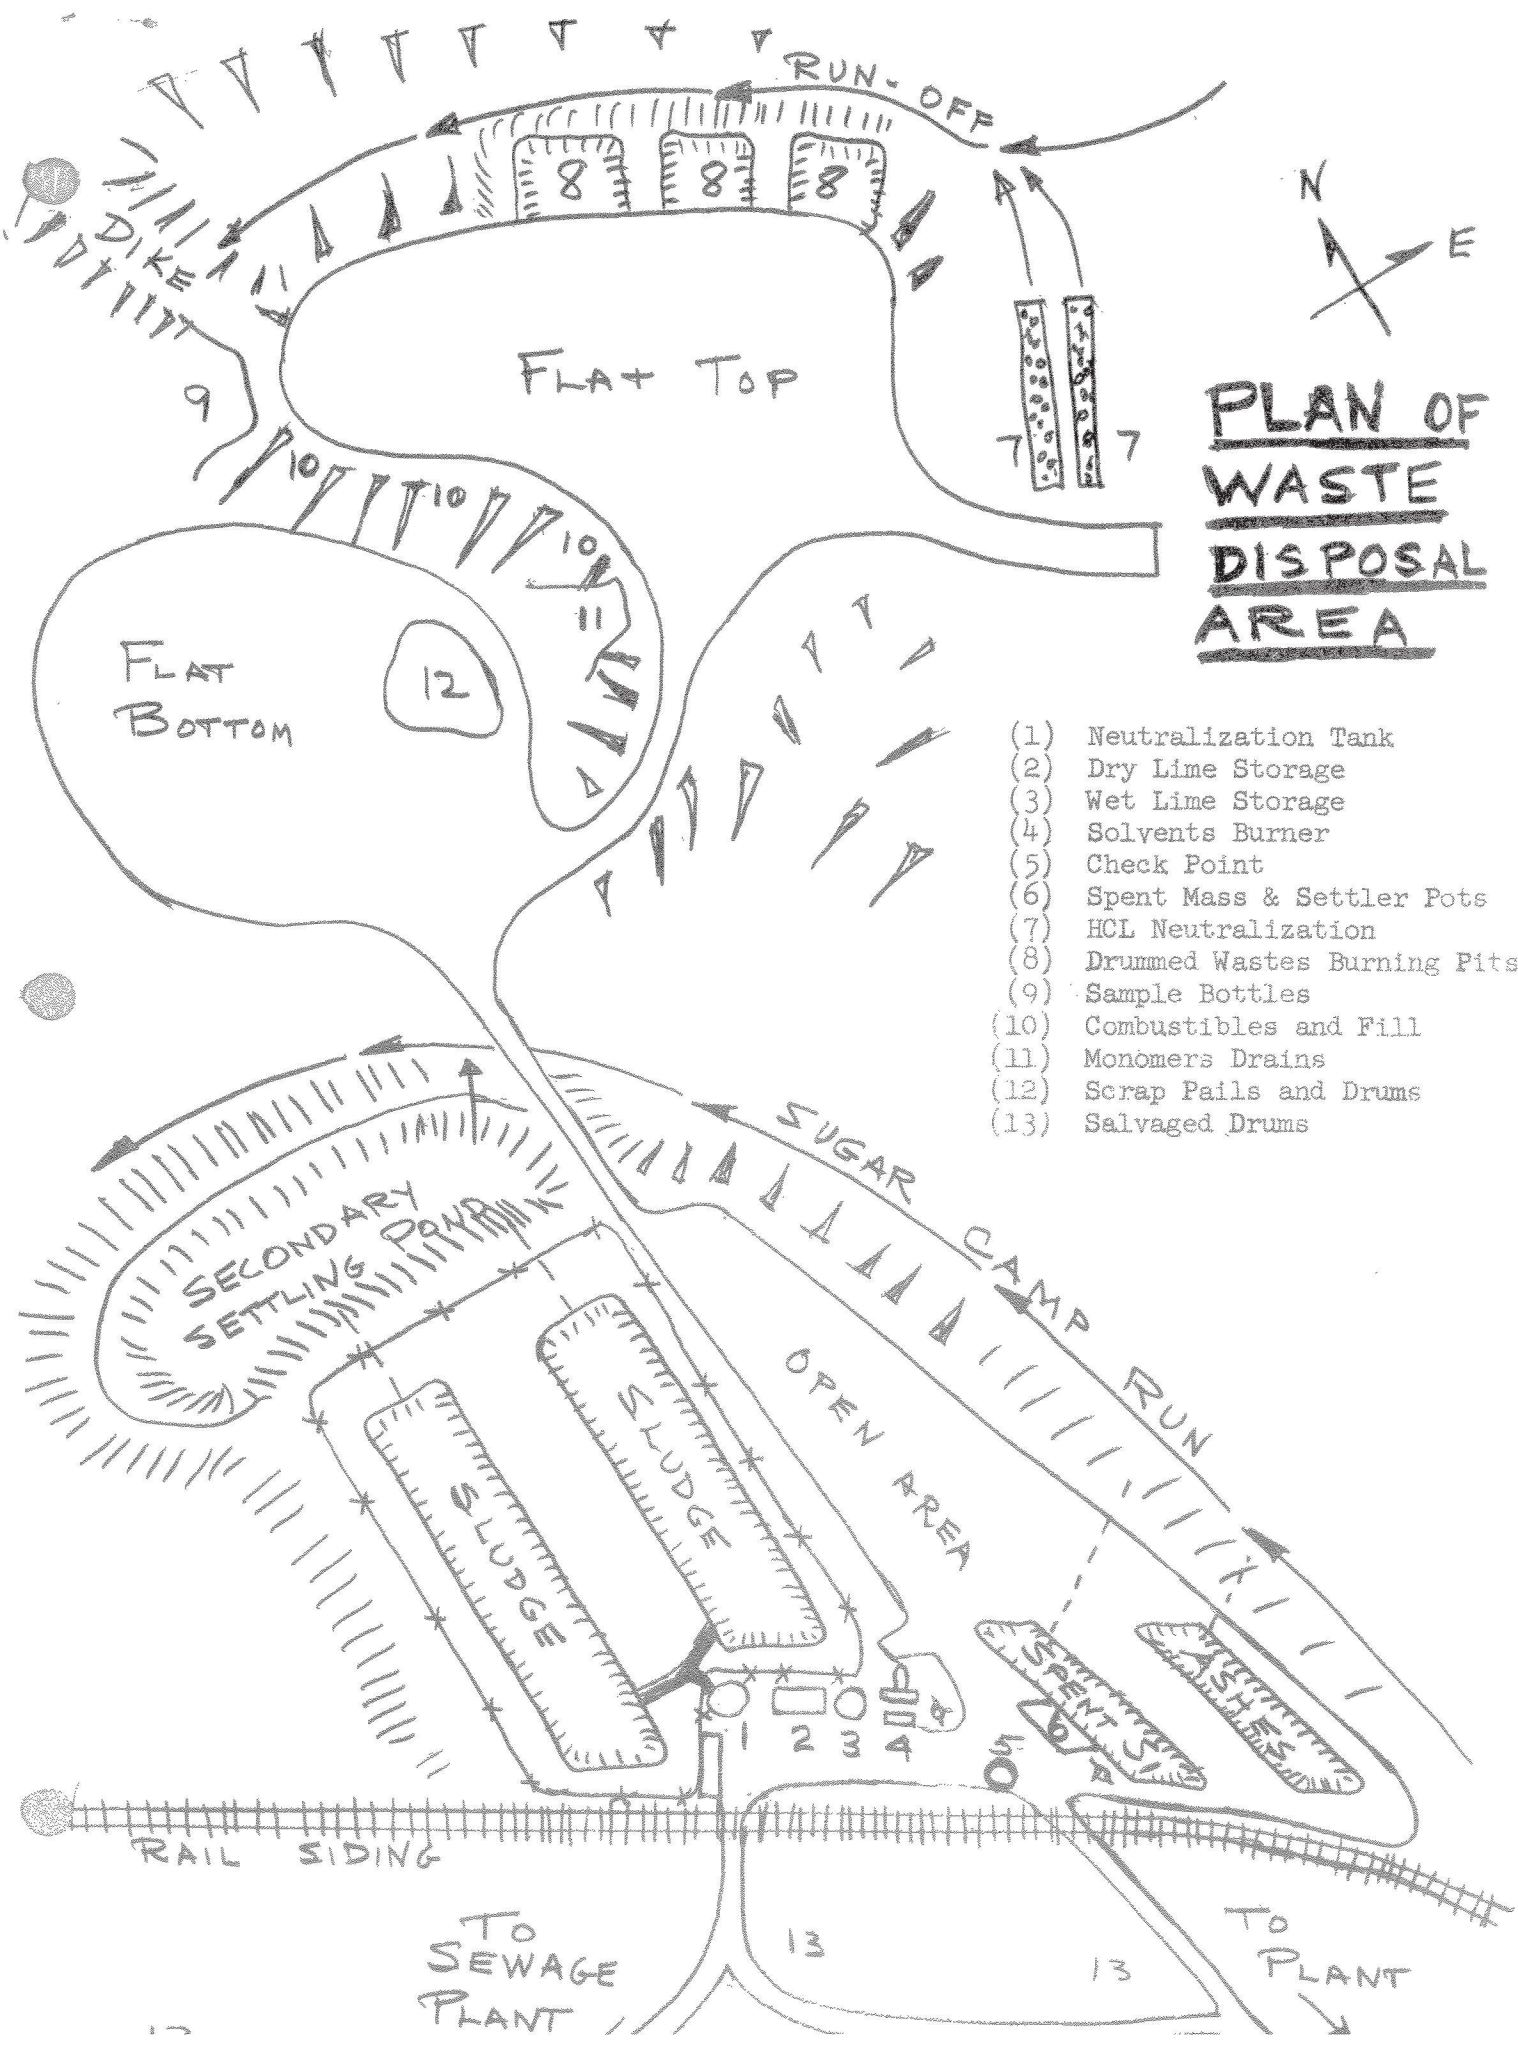 RUN-OFF
N
E
8 8 8
DIKE
9
FLAT TOP
7 7
PLAN OF
WASTE
DISPOSAL
AREA
10
10
10
11
12
FLAT
BOTTOM
(1) Neutralization Tank
(2) Dry Lime Storage
(3) Wet Lime Storage
(4) Solvents Burner
(5) Check Point
(6) Spent Mass & Settler Pots
(7) HCL Neutralization
(8) Drummed Wastes Burning Pits
(9) Sample Bottles
(10) Combustibles and Fill
(11) Monomers Drains
(12) Scrap Pails and Drums
(13) Salvaged Drums
SUGAR CAMP RUN
SECONDARY
SETTLING POND
OPEN AREA
SLUDGE
SLUDGE
SPENT S
ASHES
6
1 2 3 4 5
RAIL SIDING
TO
SEWAGE
PLANT
13
13
TO
PLANT